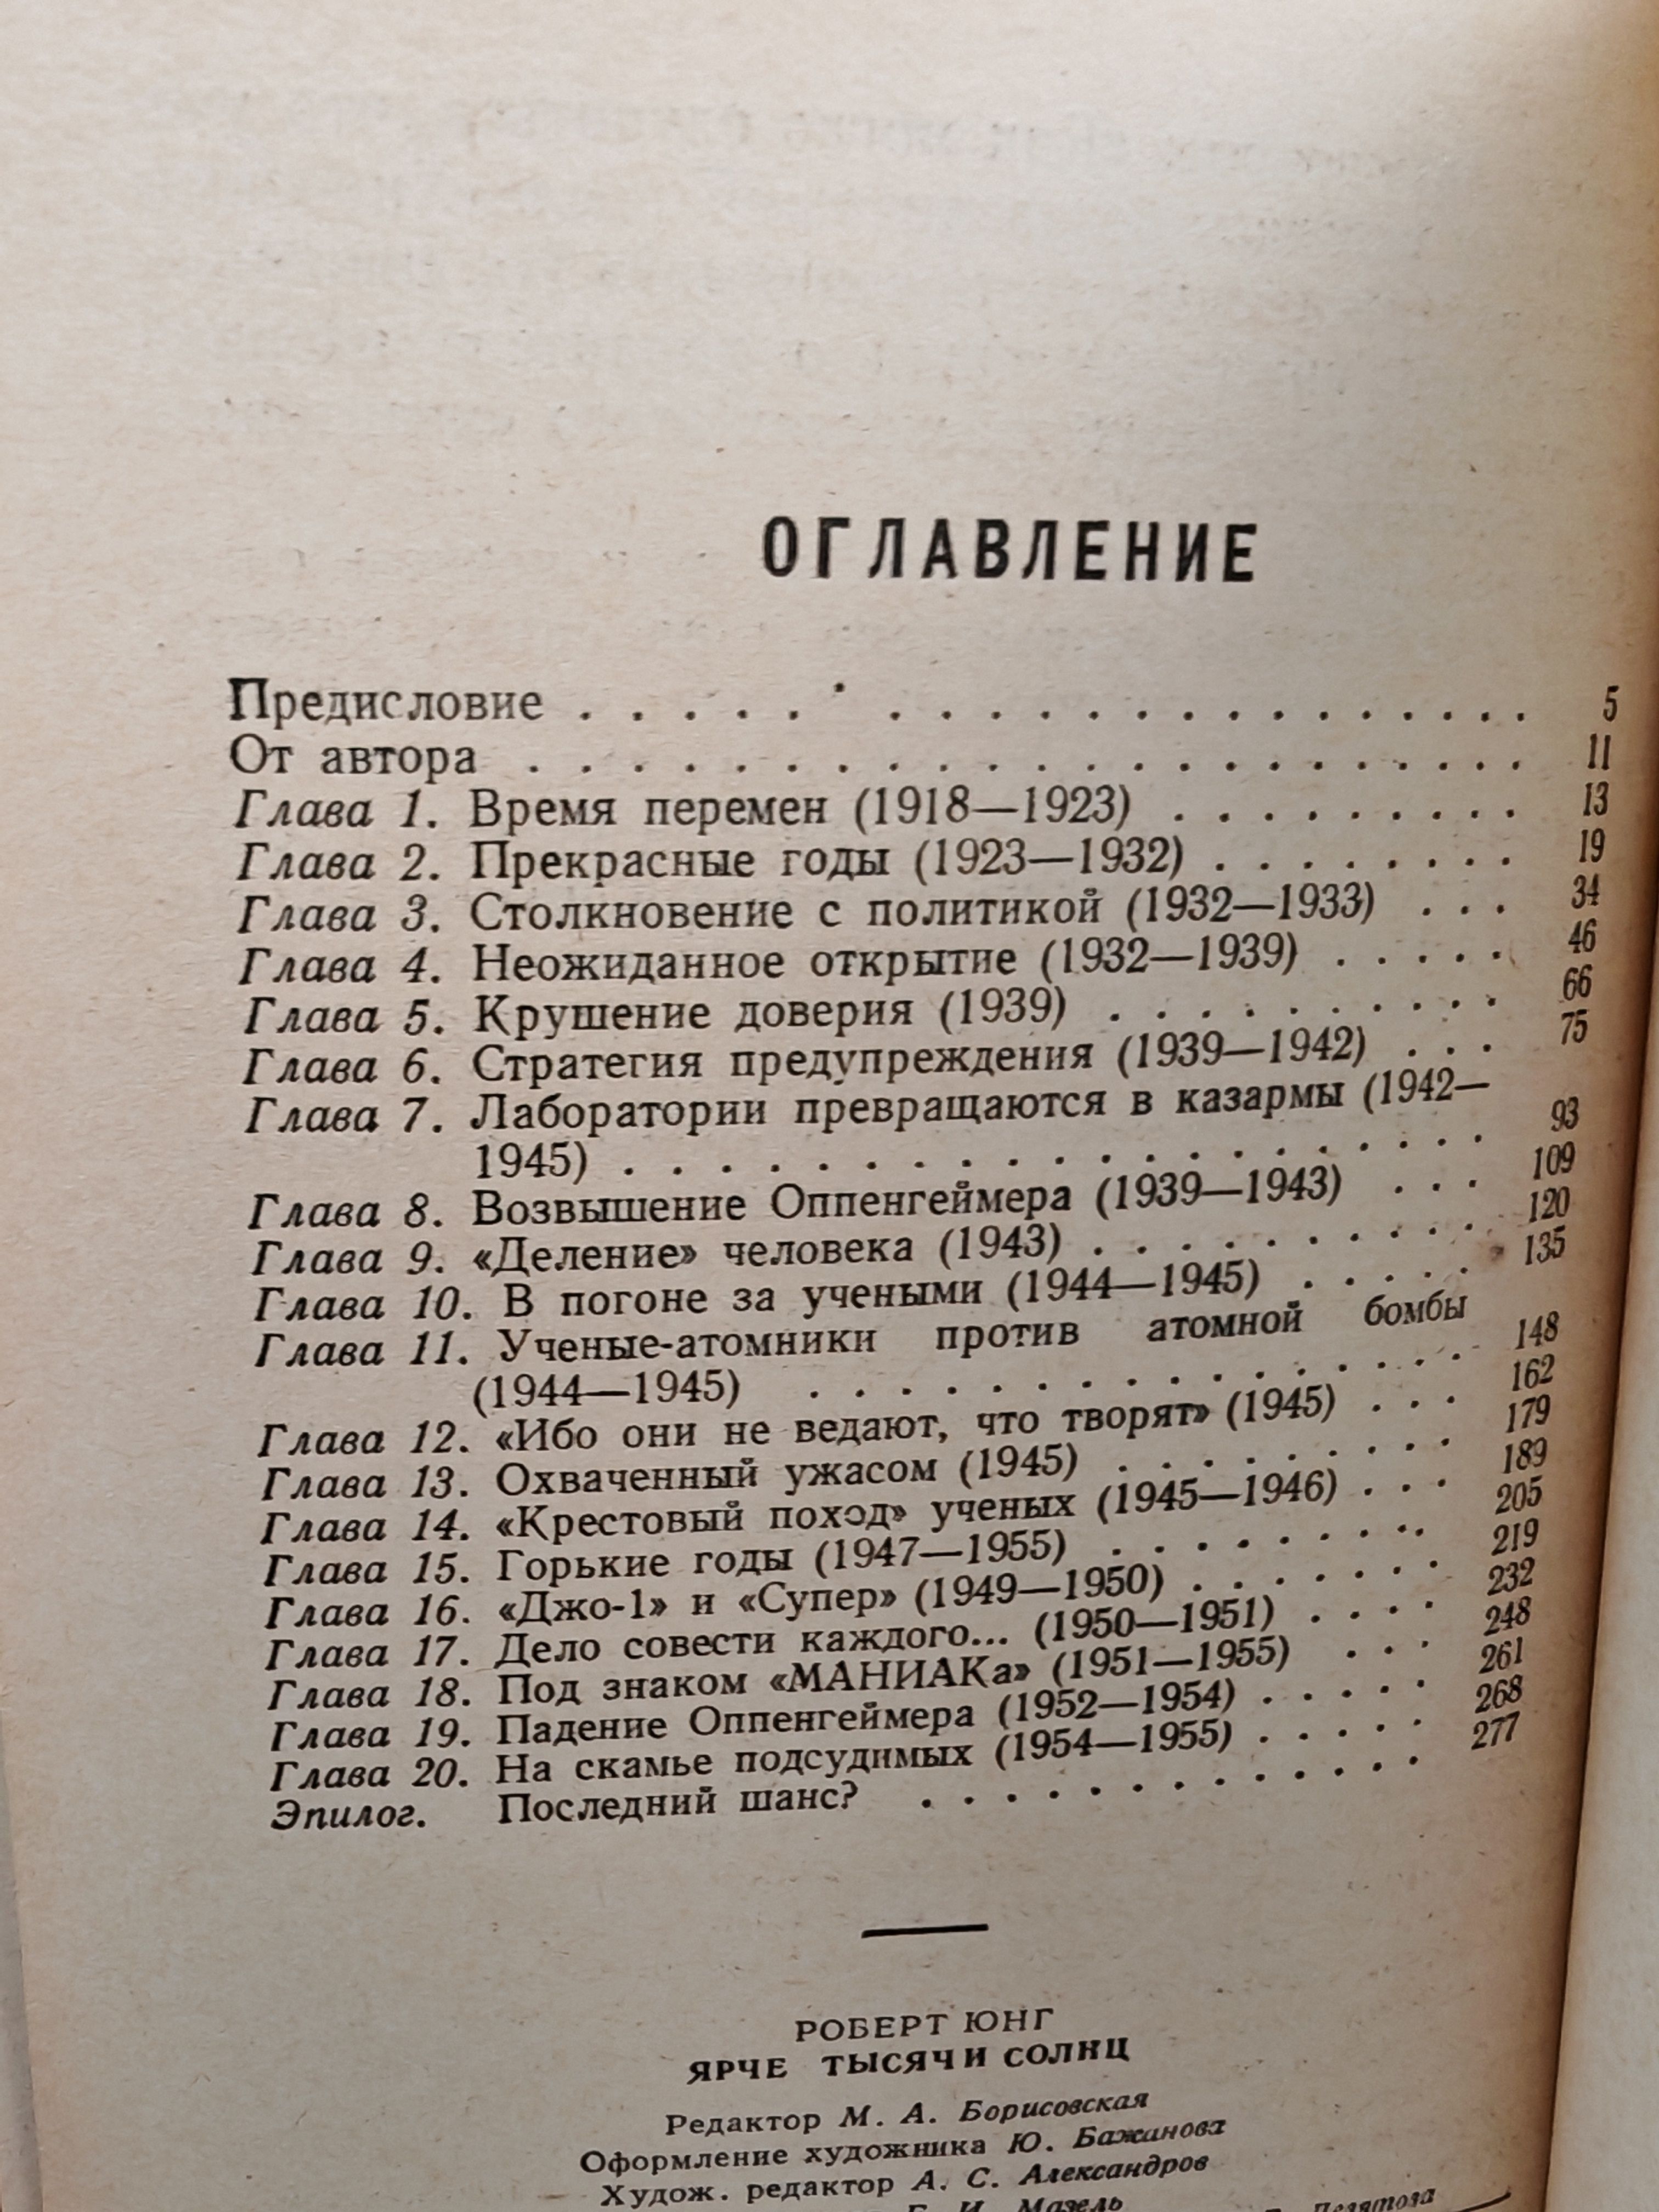 ОГЛАВЛЕНИЕ
Предисловие . . . . . . . . . . . . . . . . . . . 5
От автора . . . . . . . . . . . . . . . . . . . . 11
Глава 1. Время перемен (1918—1923) . . . . . . . . 13
Глава 2. Прекрасные годы (1923—1932) . . . . . . . 19
Глава 3. Столкновение с политикой (1932—1933) . . . 34
Глава 4. Неожиданное открытие (1932—1939) . . . . . 46
Глава 5. Крушение доверия (1939) . . . . . . . . . 66
Глава 6. Стратегия предупреждения (1939—1942) . . . 75
Глава 7. Лаборатории превращаются в казармы (1942—
1945) . . . . . . . . . . . . . . . . . . 93
Глава 8. Возвышение Оппенгеймера (1939—1943) . . . 109
Глава 9. «Деление» человека (1943) . . . . . . . . . 120
Глава 10. В погоне за учеными (1944—1945) . . . . . 135
Глава 11. Ученые-атомники против атомной бомбы
(1944—1945) . . . . . . . . . . . . . . . 148
Глава 12. «Ибо они не ведают, что творят» (1945) . . . 162
Глава 13. Охваченный ужасом (1945) . . . . . . . . 179
Глава 14. «Крестовый поход» ученых (1945—1946) . . . 189
Глава 15. Горькие годы (1947—1955) . . . . . . . . 205
Глава 16. «Джо-1» и «Супер» (1949—1950) . . . . . . 219
Глава 17. Дело совести каждого... (1950—1951) . . . . 232
Глава 18. Под знаком «МАНИАКа» (1951—1955) . . . 248
Глава 19. Падение Оппенгеймера (1952—1954) . . . . . 261
Глава 20. На скамье подсудимых (1954—1955) . . . . . 268
Эпилог. Последний шанс? . . . . . . . . . . . 277
РОБЕРТ ЮНГ
ЯРЧЕ ТЫСЯЧИ СОЛНЦ
Редактор М. А. Борисовская
Оформление художника Ю. Бажанова
Худож. редактор А. С. Александров
Е. И. Мазель